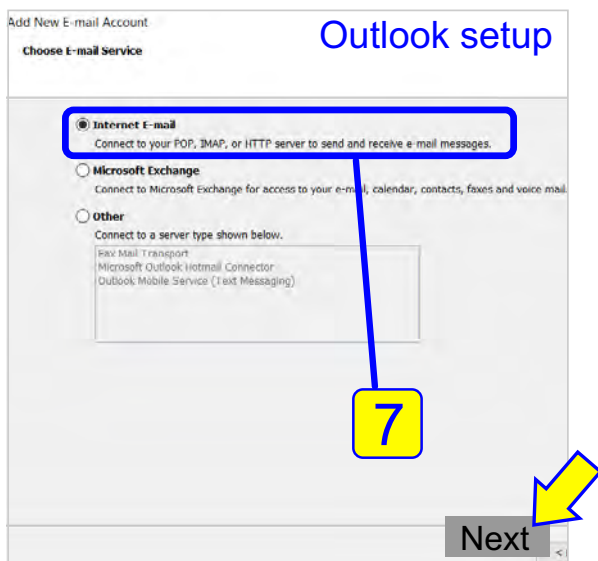 Add New E-mail Account
Outlook setup
Choose E-mail Service
Internet E-mail
Connect to your POP, IMAP, or HTTP server to send and receive e-mail messages.
Microsoft Exchange
Connect to Microsoft Exchange for access to your e-mail, calendar, contacts, faxes and voice mail.
Other
Connect to a server type shown below.
Fax Mail Transport
Microsoft Outlook Hotmail Connector
Outlook Mobile Service (Text Messaging)
7
Next
<